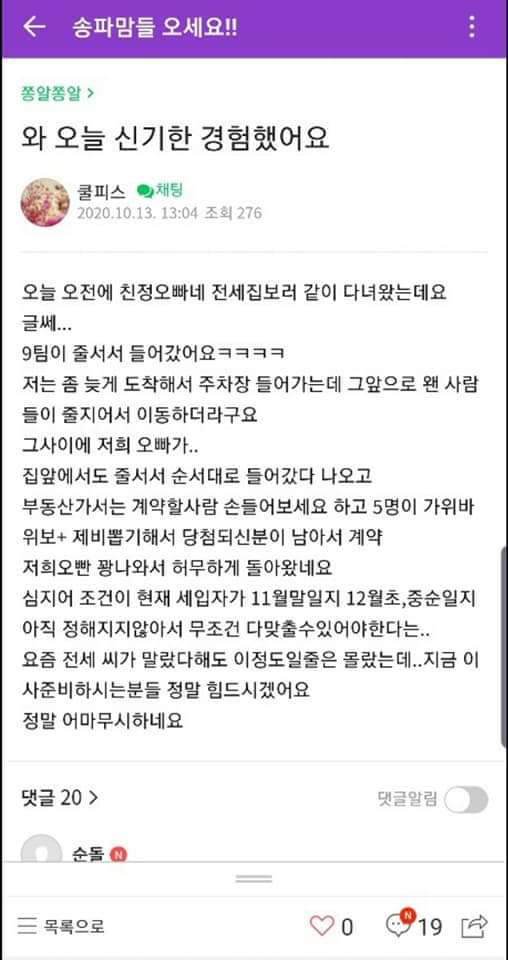 송파맘들 오세요!!
쫑알쫑알 >
와 오늘 신기한 경험했어요
쿨피스 채팅
2020.10.13. 13:04 조회 276
오늘 오전에 친정오빠네 전세집보러 같이 다녀왔는데요
글쎄...
9팀이 줄서서 들어갔어요ㅋㅋㅋㅋ
저는 좀 늦게 도착해서 주차장 들어가는데 그앞으로 왠 사람
들이 줄지어서 이동하더라구요
그사이에 저희 오빠가..
집앞에서도 줄서서 순서대로 들어갔다 나오고
부동산가서는 계약할사람 손들어보세요 하고 5명이 가위바
위보+ 제비뽑기해서 당첨되신분이 남아서 계약
저희오빤 꽝나와서 허무하게 돌아왔네요
심지어 조건이 현재 세입자가 11월말일지 12월초,중순일지
아직 정해지지않아서 무조건 다맞출수있어야한다는..
요즘 전세 씨가 말랐다해도 이정도일줄은 몰랐는데..지금 이
사준비하시는분들 정말 힘드시겠어요
정말 어마무시하네요
댓글 20 >
댓글알림
순돌 N
목록으로
0
N
19